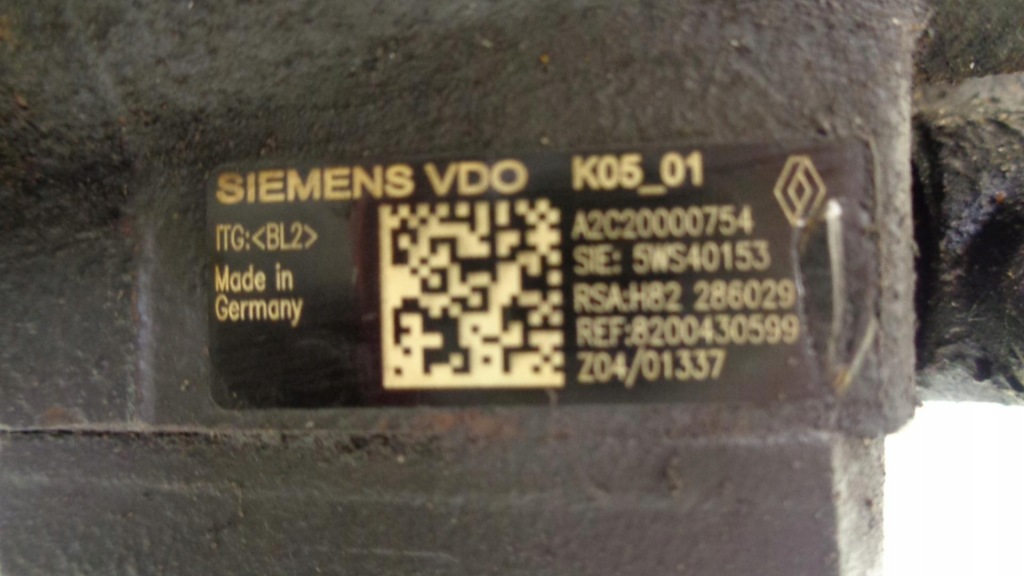 SIEMENS VDO K05_01
ITG:<BL2>
Made in
Germany
A2C20000754
SIE: 5WS40153
RSA:H82 286029
REF:8200430599
Z04/01337